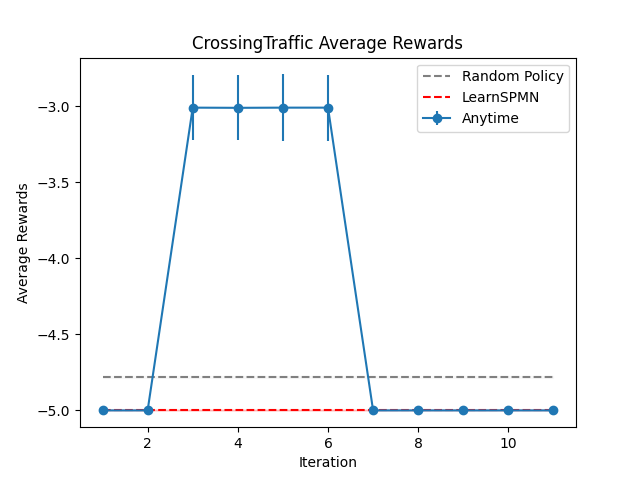 CrossingTraffic Average Rewards
Random Policy
LearnSPMN
Anytime
Average Rewards
−3.0
−3.5
−4.0
−4.5
−5.0
2 4 6 8 10
Iteration